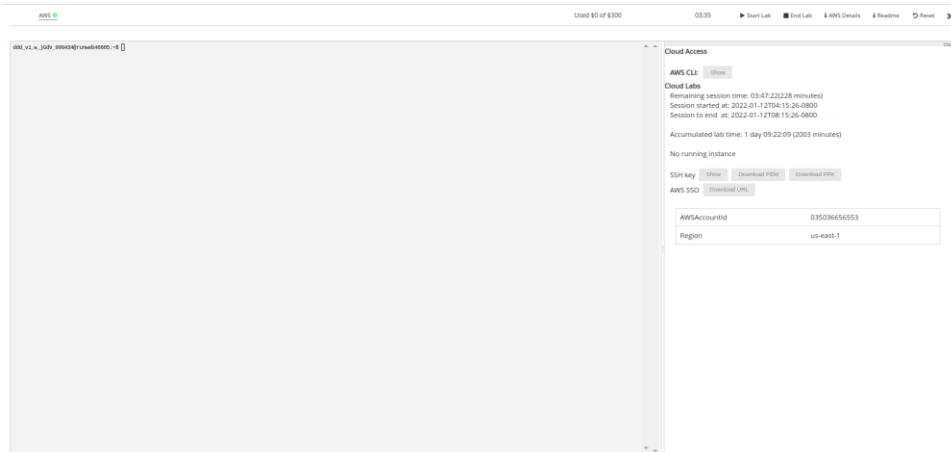 AWS
Used $0 of $300
03:35
Start Lab
End Lab
AWS Details
Readme
Reset
Cloud Access
AWS CLI: Show
Cloud Labs
Remaining session time: 03:47:22(228 minutes)
Session started at: 2022-01-12T04:15:26-0800
Session to end at: 2022-01-12T08:15:26-0800
Accumulated lab time: 1 day 09:22:09 (2003 minutes)
No running instance
SSH key Show Download PEM Download PPK
AWS SSO Download URL
AWSAccountId 035036656553
Region us-east-1